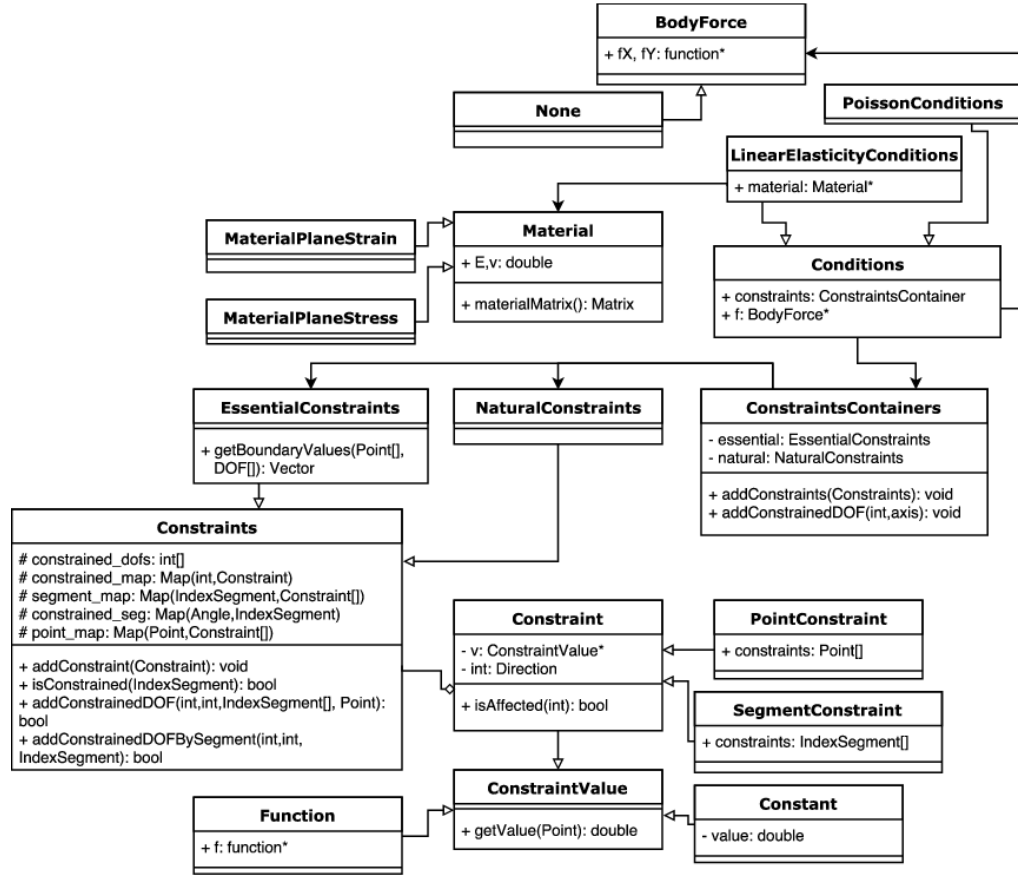 BodyForce
+ fX, fY: function*
None
PoissonConditions
LinearElasticityConditions
+ material: Material*
MaterialPlaneStrain
Material
+ E,v: double
+ materialMatrix(): Matrix
MaterialPlaneStress
Conditions
+ constraints: ConstraintsContainer
+ f: BodyForce*
EssentialConstraints
+ getBoundaryValues(Point[],
DOF[]): Vector
NaturalConstraints
ConstraintsContainers
- essential: EssentialConstraints
- natural: NaturalConstraints
+ addConstraints(Constraints): void
+ addConstrainedDOF(int,axis): void
Constraints
# constrained_dofs: int[]
# constrained_map: Map(int,Constraint)
# segment_map: Map(IndexSegment,Constraint[])
# constrained_seg: Map(Angle,IndexSegment)
# point_map: Map(Point,Constraint[])
+ addConstraint(Constraint): void
+ isConstrained(IndexSegment): bool
+ addConstrainedDOF(int,int,IndexSegment[], Point):
bool
+ addConstrainedDOFBySegment(int,int,
IndexSegment): bool
Constraint
- v: ConstraintValue*
- int: Direction
+ isAffected(int): bool
PointConstraint
+ constraints: Point[]
SegmentConstraint
+ constraints: IndexSegment[]
Function
+ f: function*
ConstraintValue
+ getValue(Point): double
Constant
- value: double